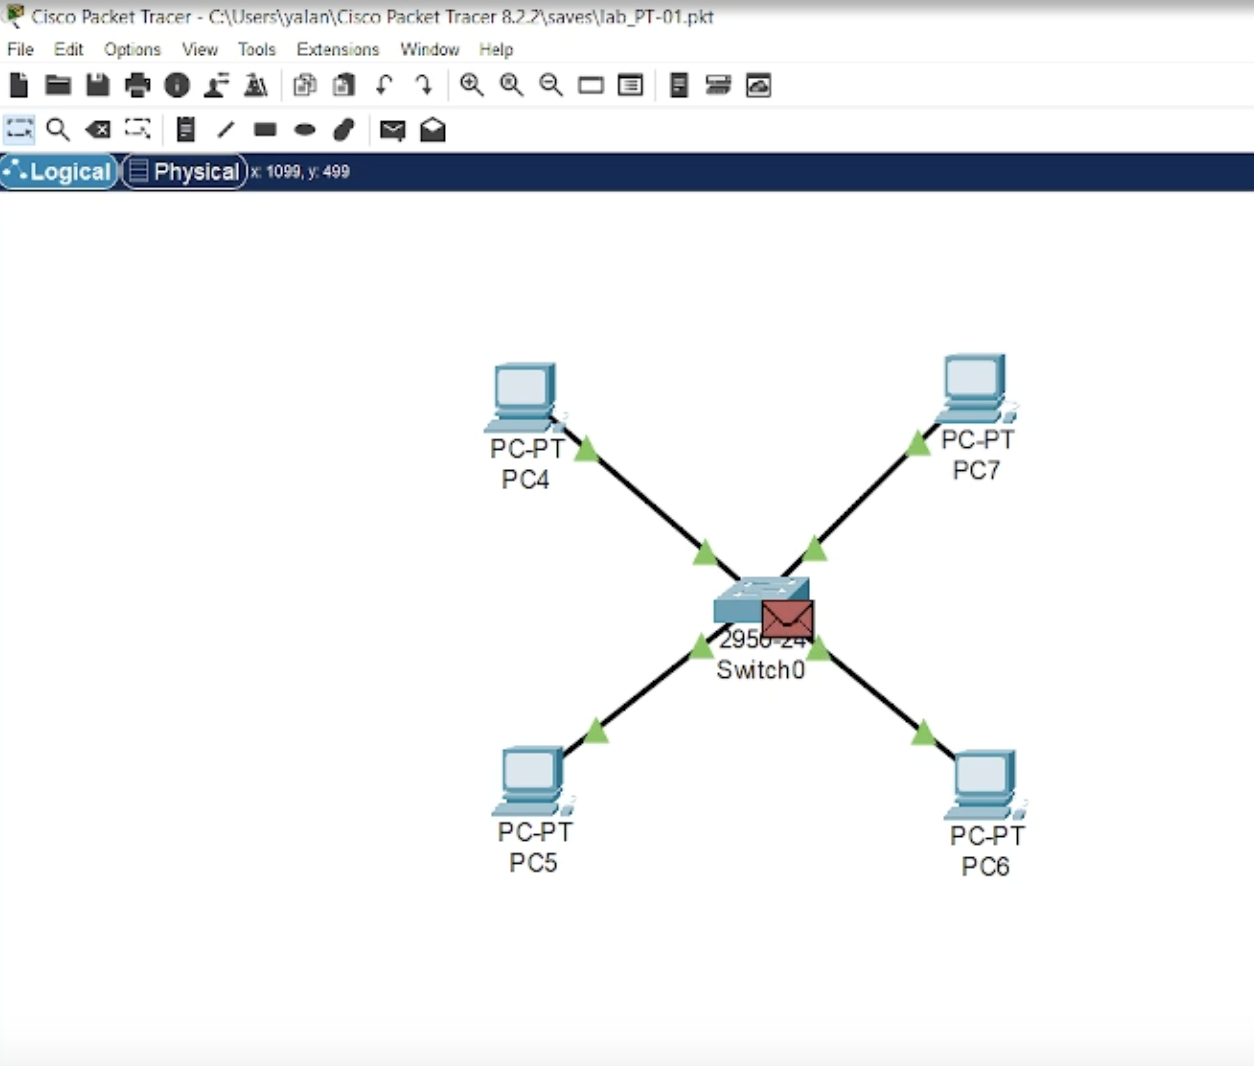 Cisco Packet Tracer - C:\Users\yalan\Cisco Packet Tracer 8.2.2\saves\lab_PT-01.pkt
File Edit Options View Tools Extensions Window Help
Logical Physical x: 1099, y: 499
PC-PT
PC4
PC-PT
PC7
2950-24
Switch0
PC-PT
PC5
PC-PT
PC6